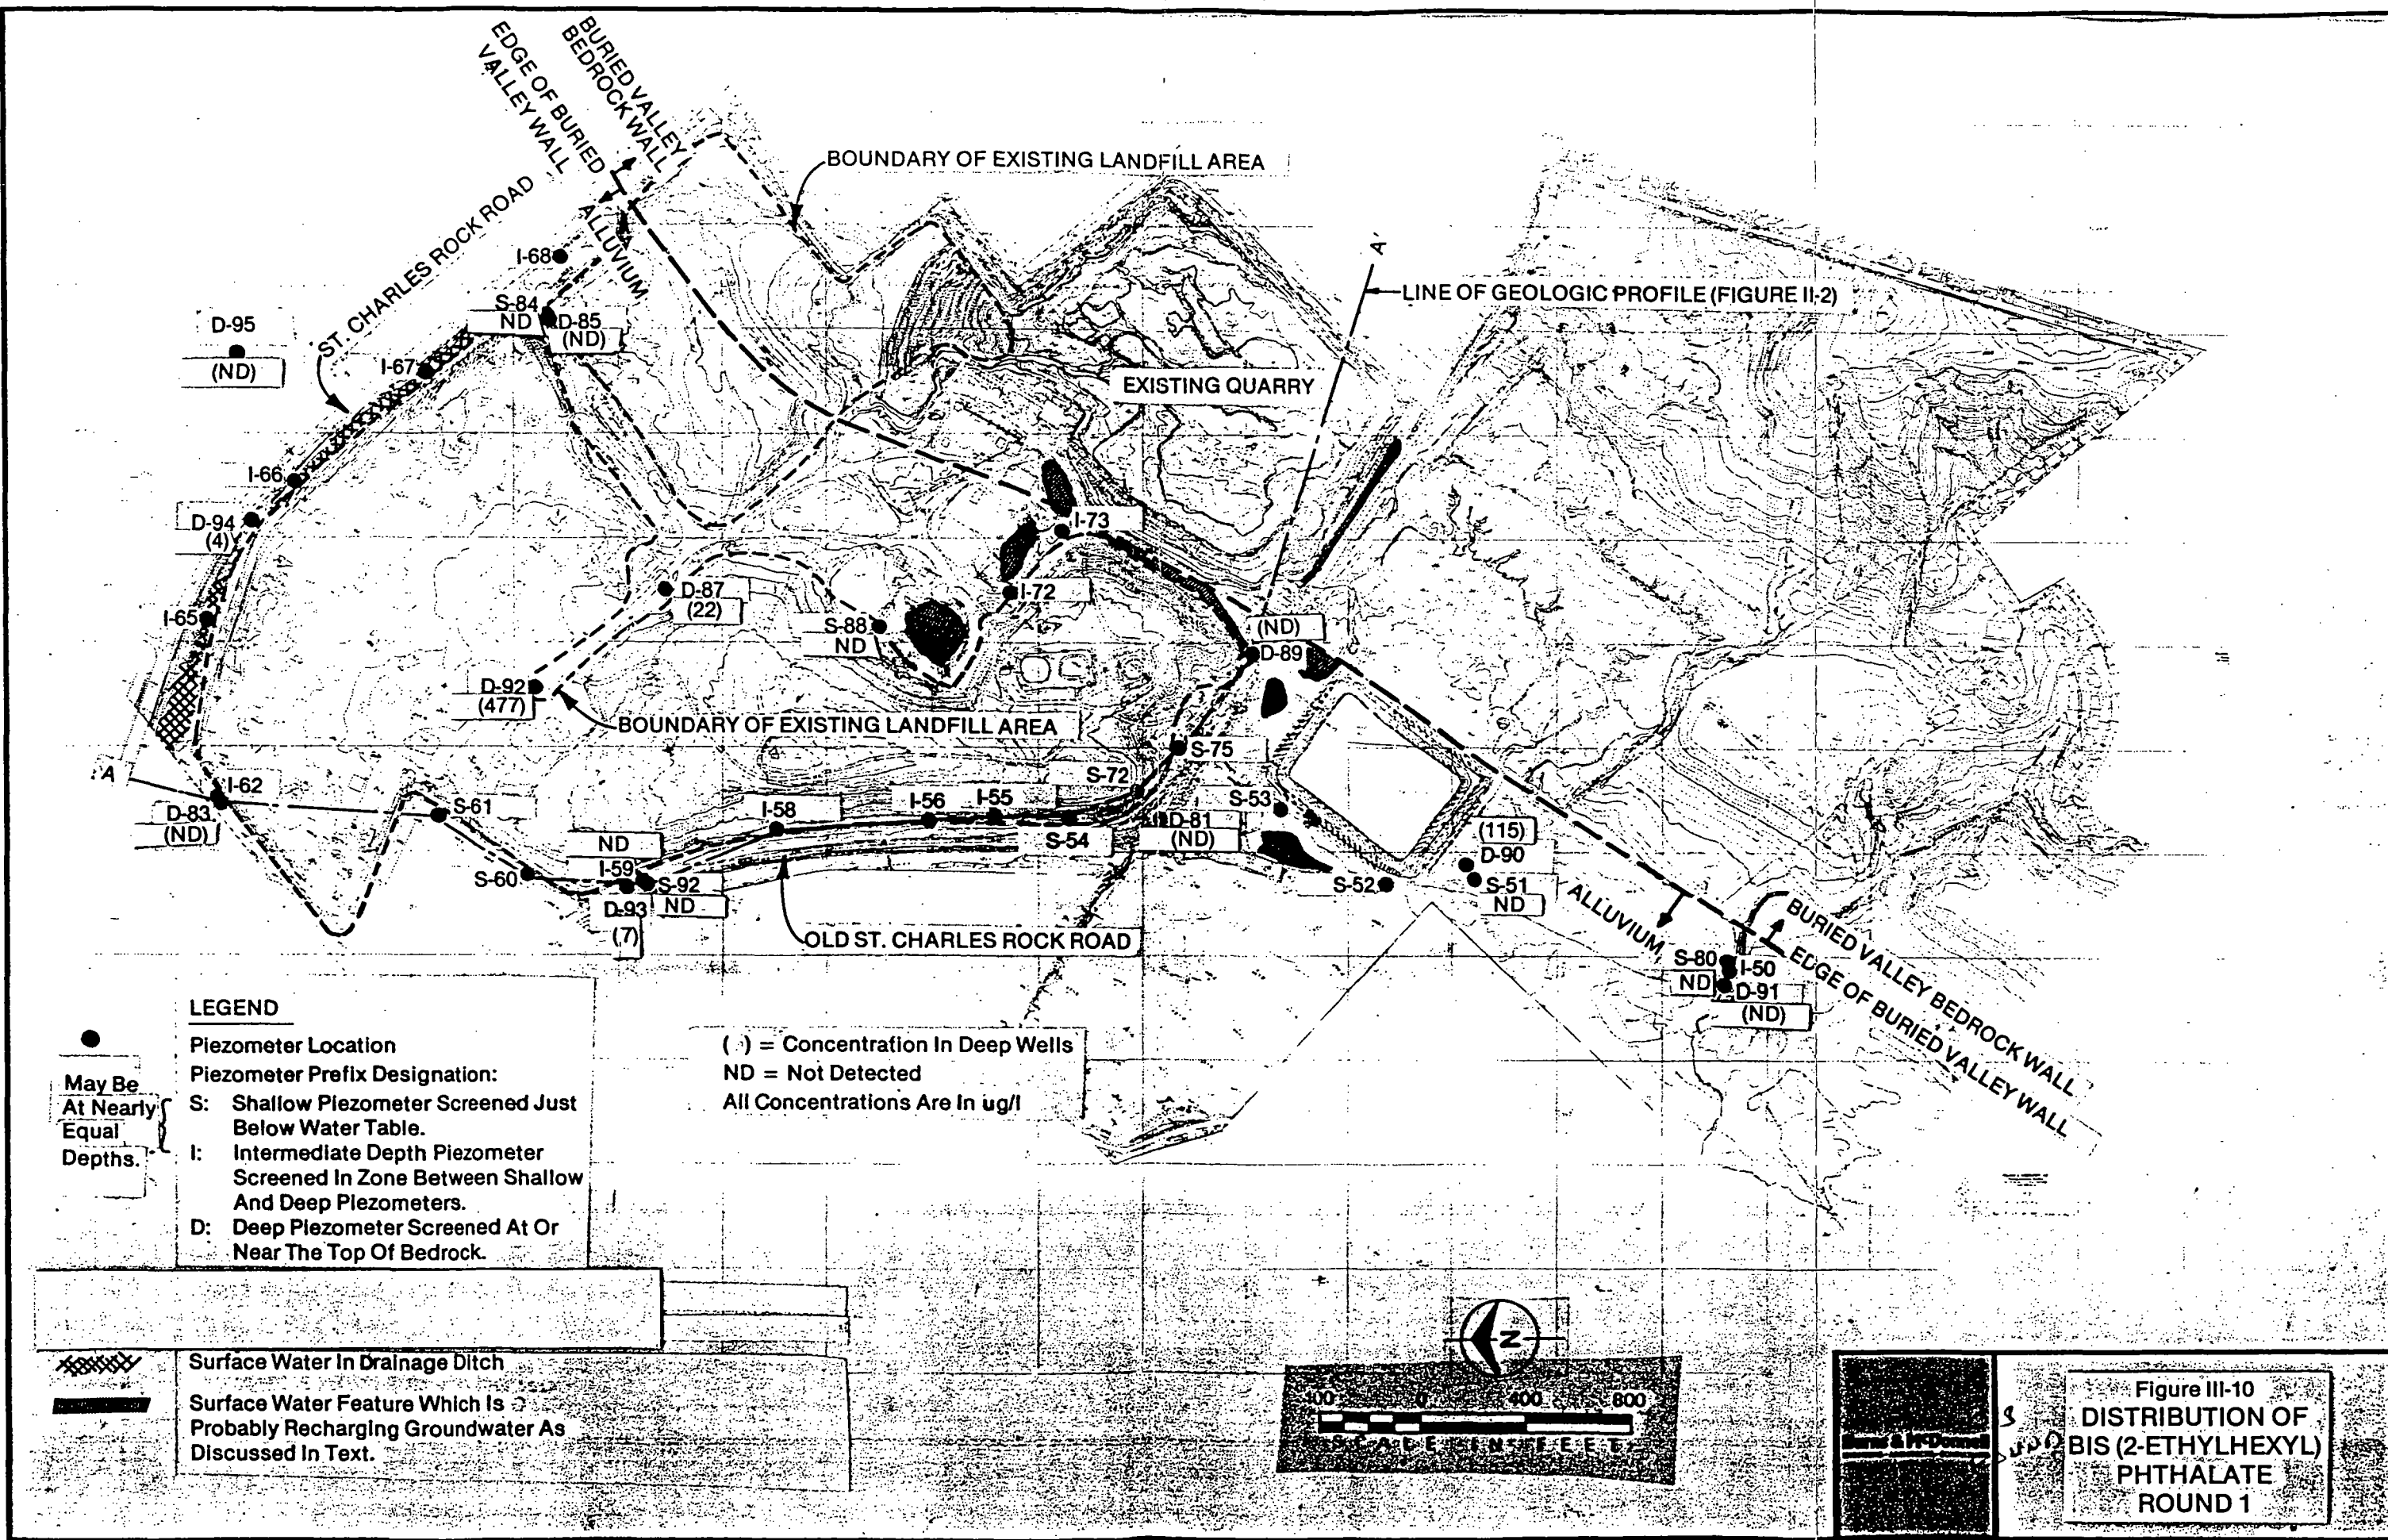 EDGE OF BURIED
VALLEY WALL
BURIED VALLEY
BEDROCK WALL
BOUNDARY OF EXISTING LANDFILL AREA
ST. CHARLES ROCK ROAD
ALLUVIUM
I-68
S-84
ND
D-85
(ND)
D-95
(ND)
I-67
A'
LINE OF GEOLOGIC PROFILE (FIGURE II-2)
EXISTING QUARRY
I-66
D-94
(4)
I-73
I-72
D-87
(22)
I-65
S-88
ND
(ND)
D-89
D-92
(477)
BOUNDARY OF EXISTING LANDFILL AREA
S-75
A
I-62
D-83
(ND)
S-61
S-72
I-58
I-56
I-55
S-54
S-53
D-81
(ND)
ND
I-59
S-60
S-92
ND
D-93
(7)
OLD ST. CHARLES ROCK ROAD
(115)
D-90
S-51
ND
S-52
ALLUVIUM
BURIED VALLEY BEDROCK WALL
EDGE OF BURIED VALLEY WALL
S-80
ND
I-50
D-91
(ND)
LEGEND
Piezometer Location
Piezometer Prefix Designation:
May Be
At Nearly
Equal
Depths.
S: Shallow Piezometer Screened Just
Below Water Table.
I: Intermediate Depth Piezometer
Screened In Zone Between Shallow
And Deep Piezometers.
D: Deep Piezometer Screened At Or
Near The Top Of Bedrock.
( ) = Concentration In Deep Wells
ND = Not Detected
All Concentrations Are In ug/l
Surface Water In Drainage Ditch
Surface Water Feature Which Is
Probably Recharging Groundwater As
Discussed In Text.
N
400 0 400 800
SCALE IN FEET
Burns & McDonnell
Figure III-10
DISTRIBUTION OF
BIS (2-ETHYLHEXYL)
PHTHALATE
ROUND 1